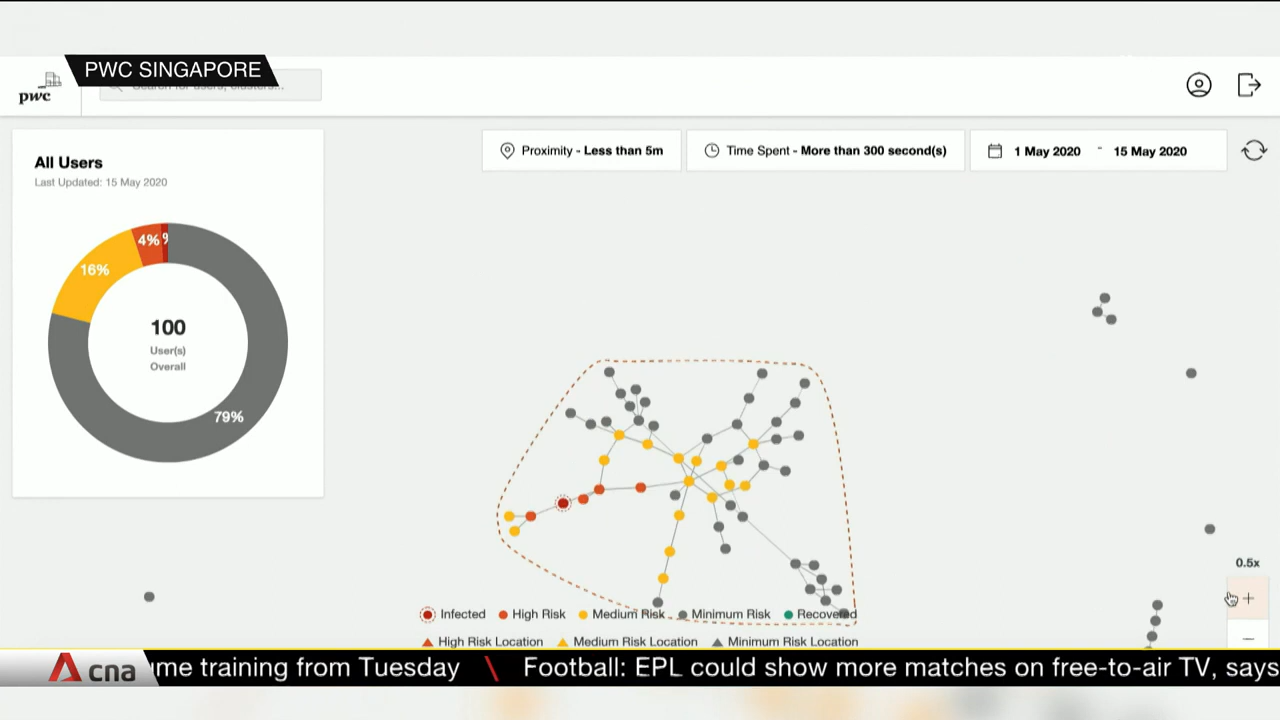 PWC SINGAPORE
pwc
All Users
Last Updated: 15 May 2020
Proximity - Less than 5m
Time Spent - More than 300 second(s)
1 May 2020 - 15 May 2020
4%
16%
100
User(s)
Overall
79%
0.5x
+
−
Infected
High Risk
Medium Risk
Minimum Risk
Recovered
High Risk Location
Medium Risk Location
Minimum Risk Location
cna
me training from Tuesday \ Football: EPL could show more matches on free-to-air TV, says